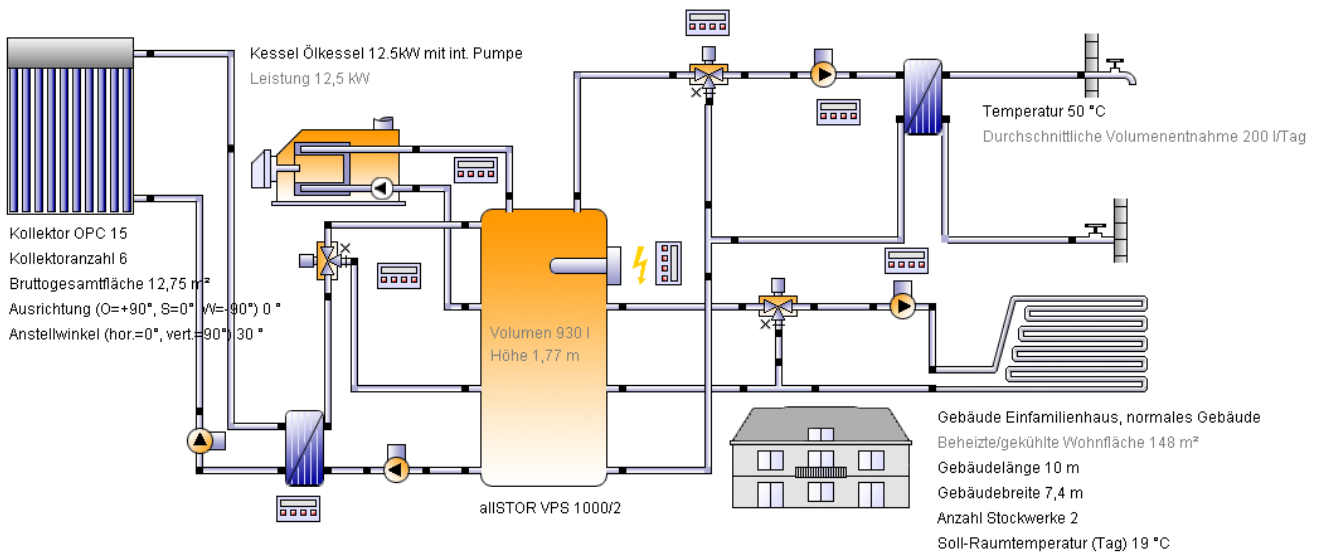 Kessel Ölkessel 12.5kW mit int. Pumpe
Leistung 12,5 kW
Temperatur 50 °C
Durchschnittliche Volumenentnahme 200 l/Tag
Kollektor OPC 15
Kollektoranzahl 6
Bruttogesamtfläche 12,75 m²
Ausrichtung (O=+90°, S=0°, W=-90°) 0 °
Anstellwinkel (hor.=0°, vert.=90°) 30 °
Volumen 930 l
Höhe 1,77 m
allSTOR VPS 1000/2
Gebäude Einfamilienhaus, normales Gebäude
Beheizte/gekühlte Wohnfläche 148 m²
Gebäudelänge 10 m
Gebäudebreite 7,4 m
Anzahl Stockwerke 2
Soll-Raumtemperatur (Tag) 19 °C